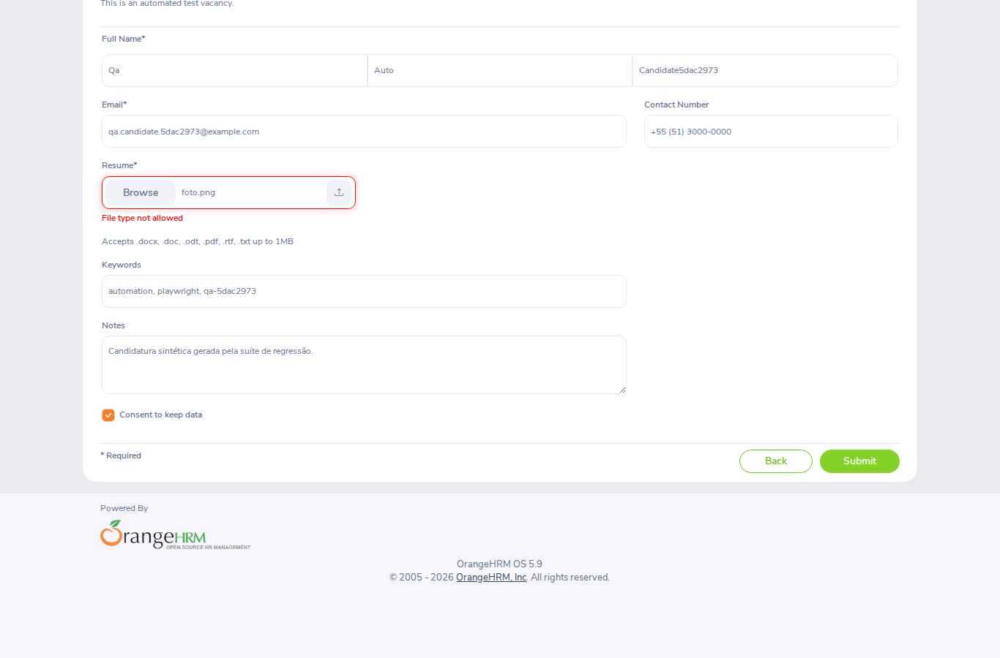 This is an automated test vacancy.
Full Name*
Qa
Auto
Candidate5dac2973
Email*
Contact Number
qa.candidate.5dac2973@example.com
+55 (51) 3000-0000
Resume*
Browse
foto.png
File type not allowed
Accepts .docx, .doc, .odt, .pdf, .rtf, .txt up to 1MB
Keywords
automation, playwright, qa-5dac2973
Notes
Candidatura sintética gerada pela suíte de regressão.
Consent to keep data
* Required
Back
Submit
Powered By
OrangeHRM
OPEN SOURCE HR MANAGEMENT
OrangeHRM OS 5.9
© 2005 - 2026 OrangeHRM, Inc. All rights reserved.